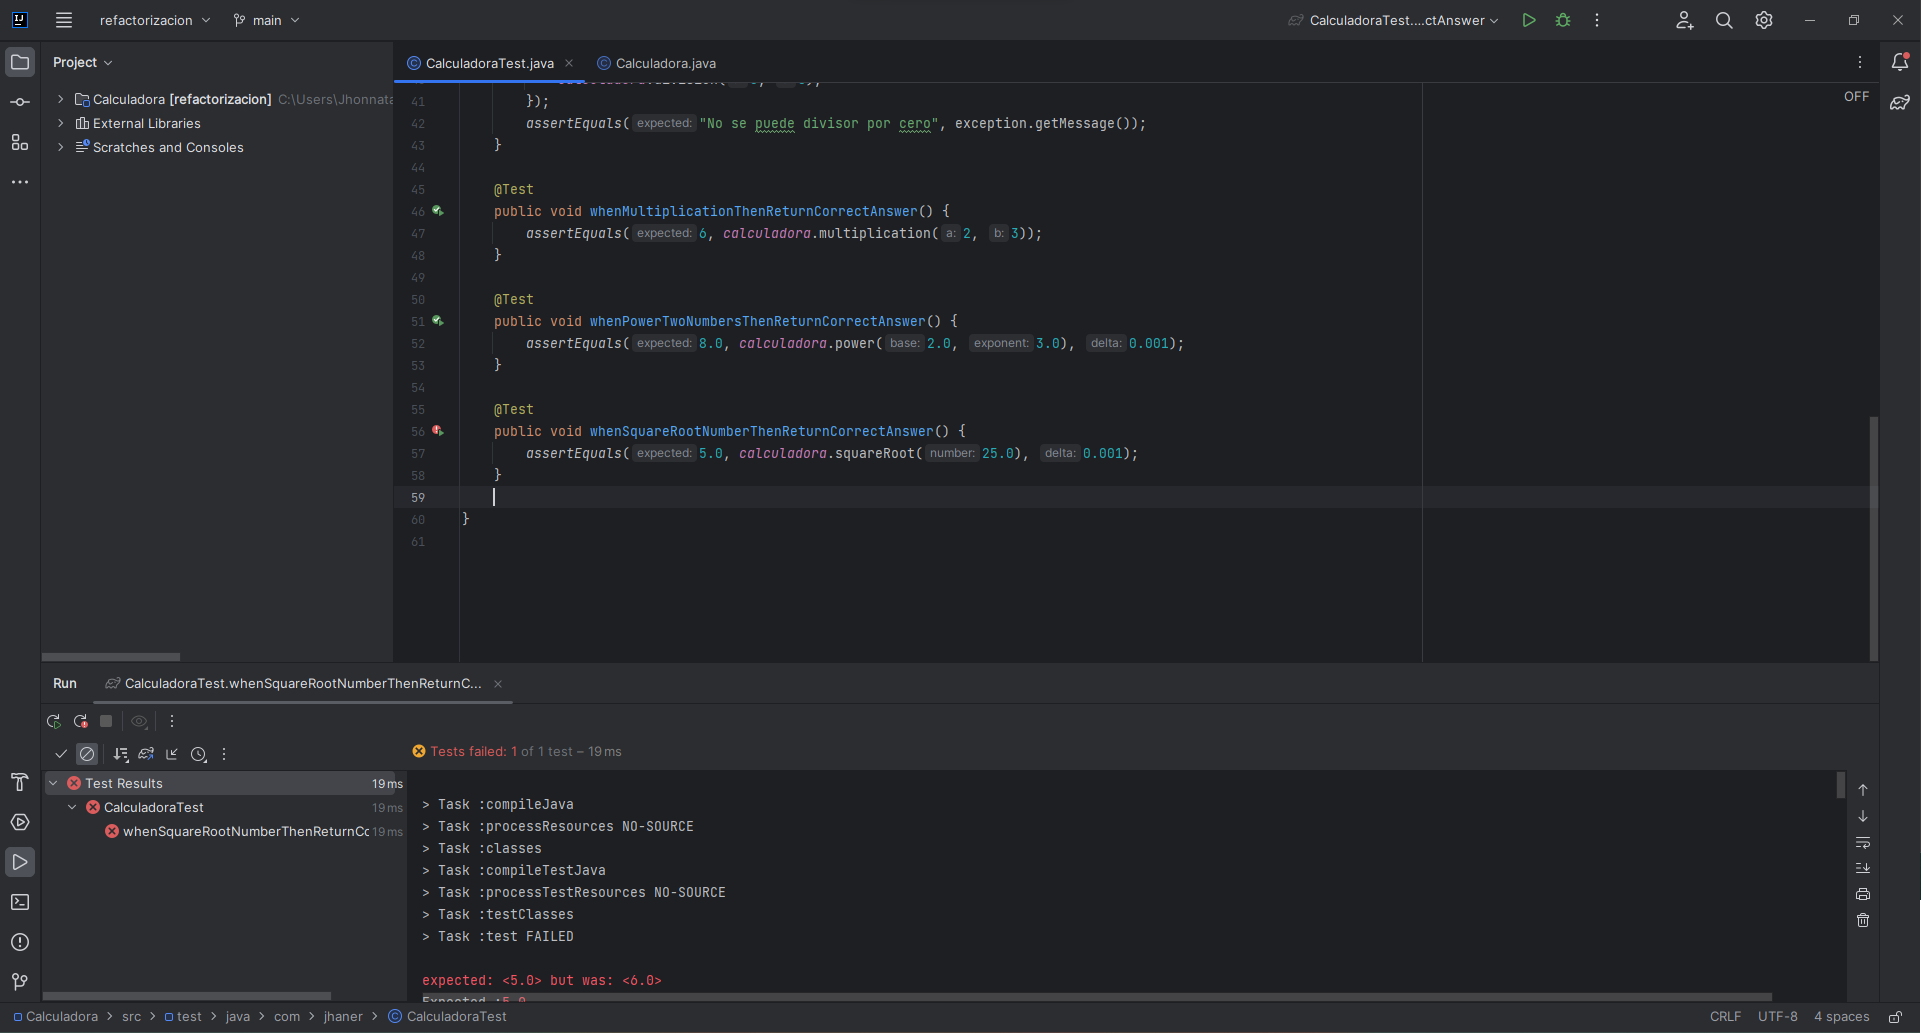 refactorizacion
main
CalculadoraTest....ctAnswer
Project
CalculadoraTest.java
Calculadora.java
OFF
Calculadora [refactorizacion] C:\Users\Jhonnata
External Libraries
Scratches and Consoles
41 });
42 assertEquals( expected: "No se puede divisor por cero", exception.getMessage());
43 }
44
45 @Test
46 public void whenMultiplicationThenReturnCorrectAnswer() {
47 assertEquals( expected: 6, calculadora.multiplication( a: 2, b: 3));
48 }
49
50 @Test
51 public void whenPowerTwoNumbersThenReturnCorrectAnswer() {
52 assertEquals( expected: 8.0, calculadora.power( base: 2.0, exponent: 3.0), delta: 0.001);
53 }
54
55 @Test
56 public void whenSquareRootNumberThenReturnCorrectAnswer() {
57 assertEquals( expected: 5.0, calculadora.squareRoot( number: 25.0), delta: 0.001);
58 }
59
60 }
61
Run
CalculadoraTest.whenSquareRootNumberThenReturnC...
Tests failed: 1 of 1 test – 19 ms
Test Results 19 ms
CalculadoraTest 19 ms
whenSquareRootNumberThenReturnCo 19 ms
> Task :compileJava
> Task :processResources NO-SOURCE
> Task :classes
> Task :compileTestJava
> Task :processTestResources NO-SOURCE
> Task :testClasses
> Task :test FAILED
expected: <5.0> but was: <6.0>
Expected :5.0
Calculadora > src > test > java > com > jhaner > CalculadoraTest
CRLF
UTF-8
4 spaces